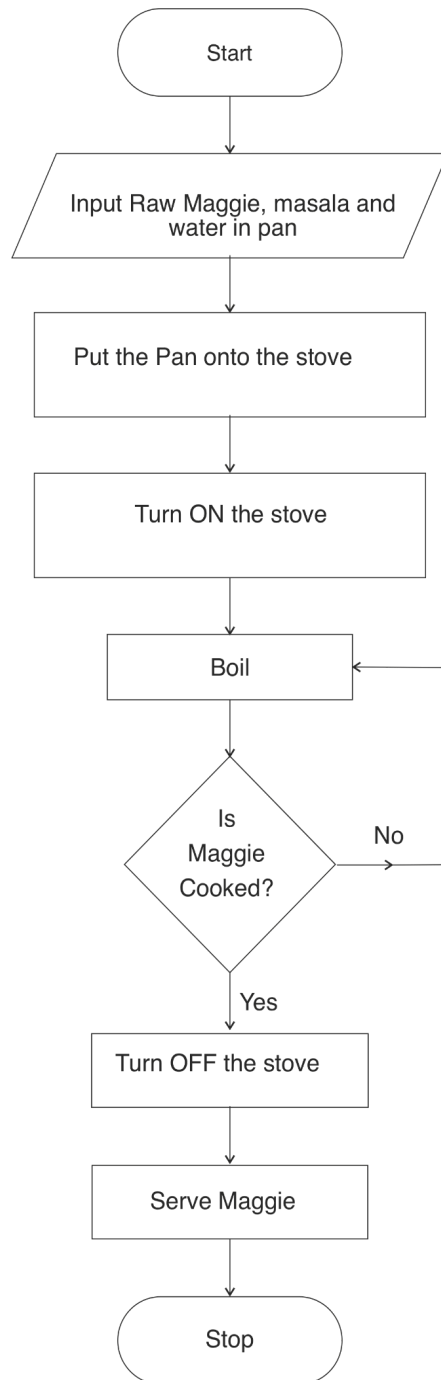 Start
Input Raw Maggie, masala and
water in pan
Put the Pan onto the stove
Turn ON the stove
Boil
Is
Maggie
Cooked?
No
Yes
Turn OFF the stove
Serve Maggie
Stop